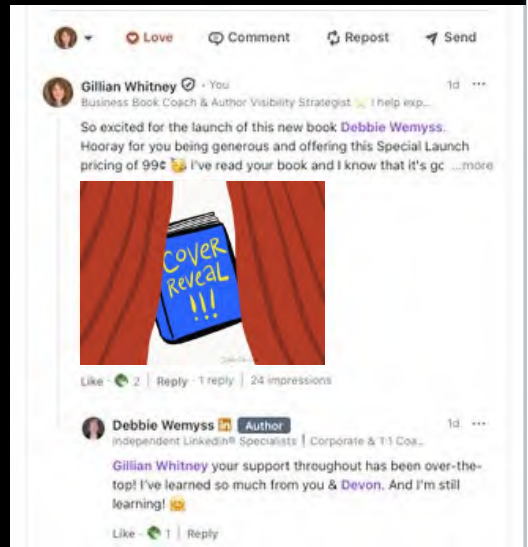 Love Comment Repost Send
Gillian Whitney · You 1d
Business Book Coach & Author Visibility Strategist I help exp...
So excited for the launch of this new book Debbie Wemyss.
Hooray for you being generous and offering this Special Launch
pricing of 99¢ I've read your book and I know that it's gc ...more
COVER
REVEAL
!!!
Like · 2 | Reply · 1 reply | 24 impressions
Debbie Wemyss in Author 1d
Independent LinkedIn® Specialists | Corporate & 1:1 Coa...
Gillian Whitney your support throughout has been over-the-
top! I've learned so much from you & Devon. And I'm still
learning!
Like · 1 | Reply